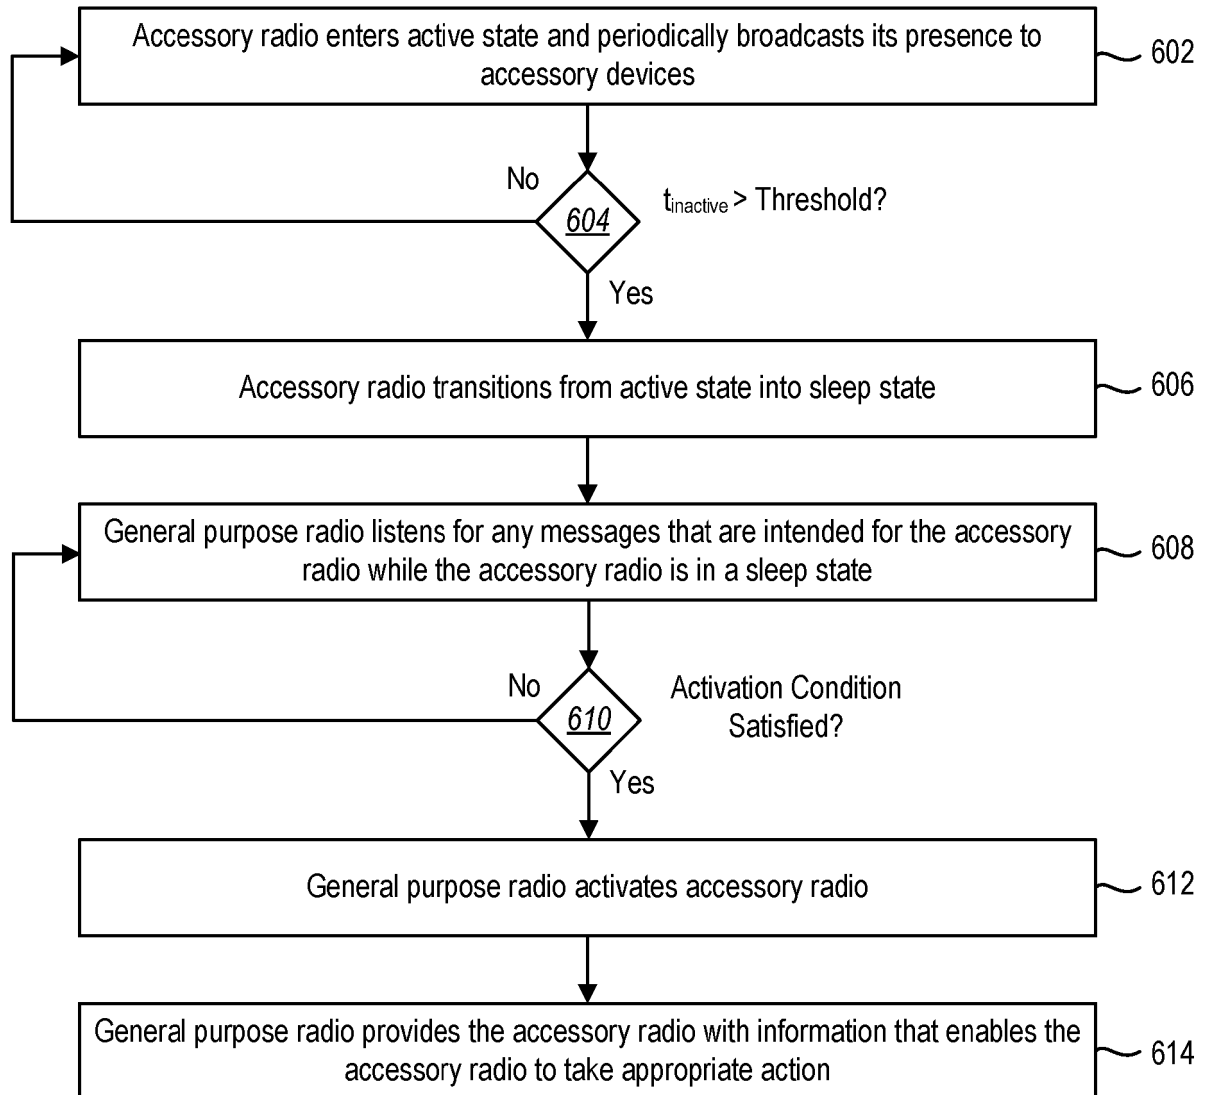 Accessory radio enters active state and periodically broadcasts its presence to
accessory devices
602
No
604
tinactive > Threshold?
Yes
Accessory radio transitions from active state into sleep state
606
General purpose radio listens for any messages that are intended for the accessory
radio while the accessory radio is in a sleep state
608
No
610
Activation Condition
Satisfied?
Yes
General purpose radio activates accessory radio
612
General purpose radio provides the accessory radio with information that enables the
accessory radio to take appropriate action
614